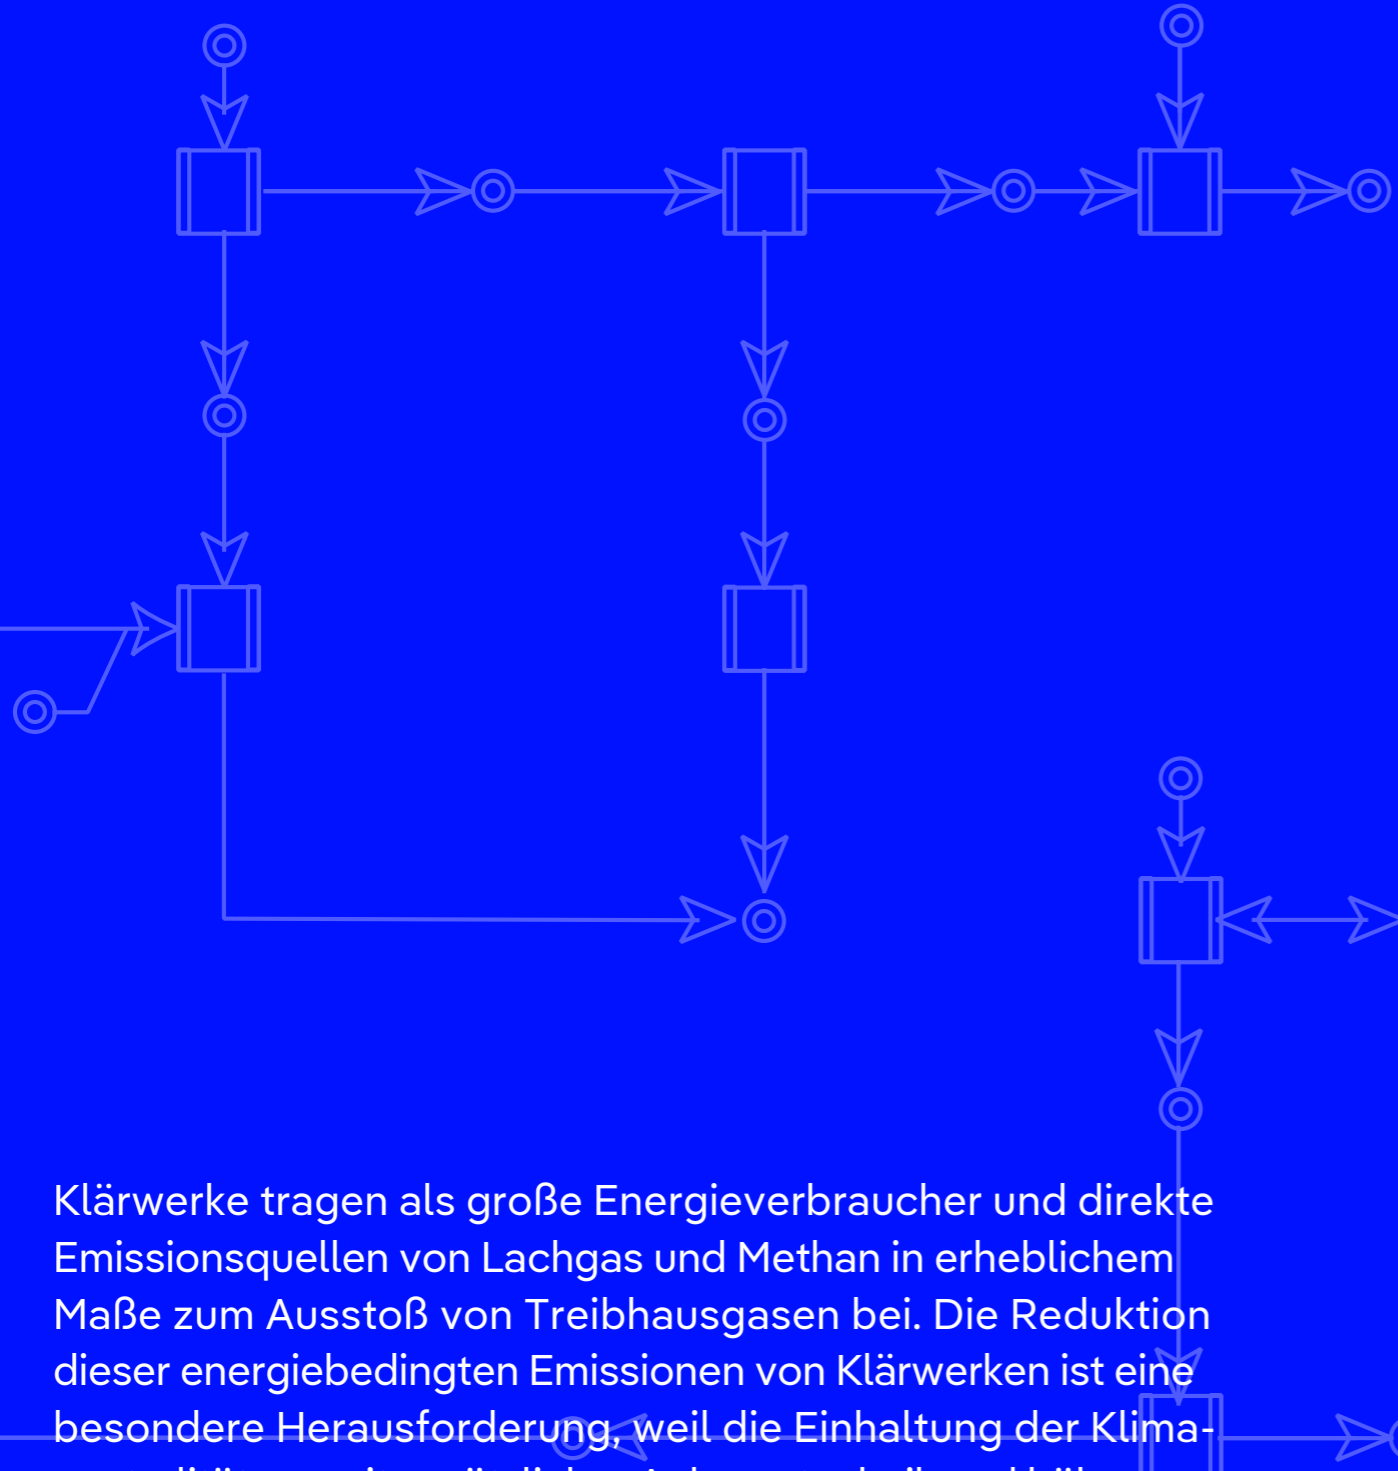 Klärwerke tragen als große Energieverbraucher und direkte
Emissionsquellen von Lachgas und Methan in erheblichem
Maße zum Ausstoß von Treibhausgasen bei. Die Reduktion
dieser energiebedingten Emissionen von Klärwerken ist eine
besondere Herausforderung, weil die Einhaltung der Klima-